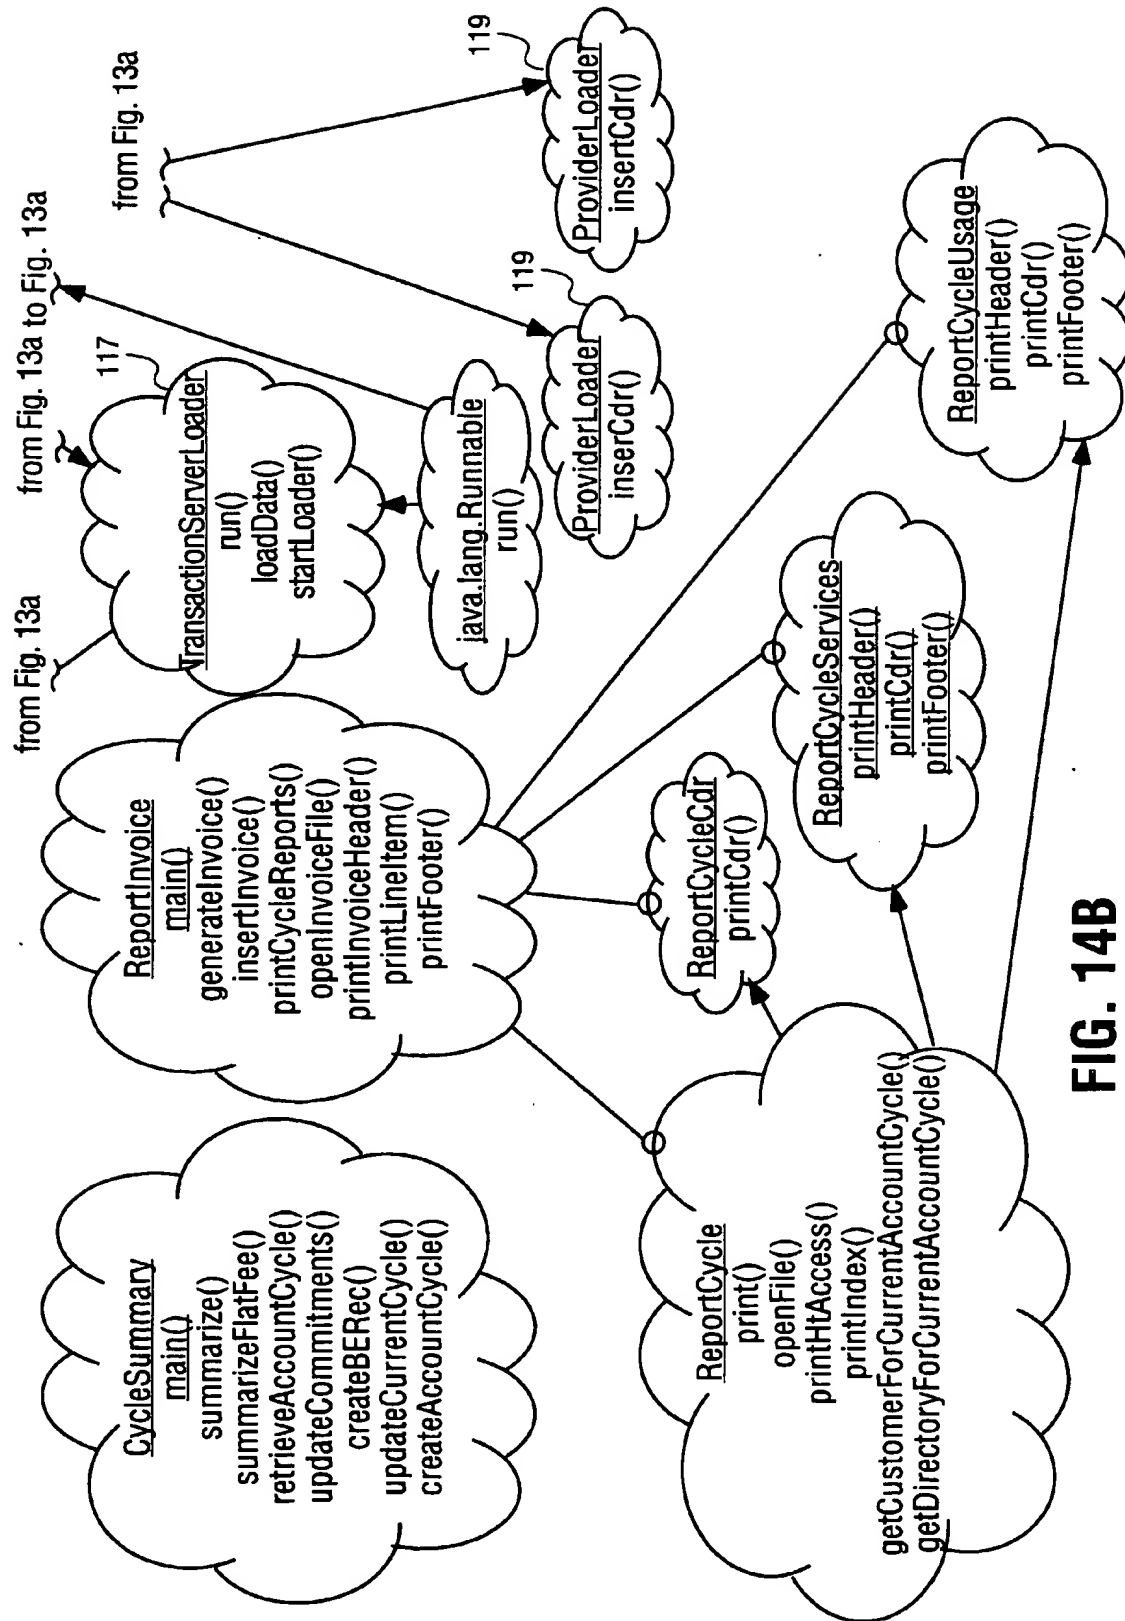 CycleSummary
main()
summarize()
summarizeFlatFee()
retrieveAccountCycle()
updateCommitments()
createBERec()
updateCurrentCycle()
createAccountCycle()
ReportInvoice
main()
generateInvoice()
insertInvoice()
printCycleReports()
openInvoiceFile()
printInvoiceHeader()
printLineItem()
printFooter()
from Fig. 13a
from Fig. 13a to Fig. 13a
117
TransactionServerLoader
run()
loadData()
startLoader()
java.lang.Runnable
run()
from Fig. 13a
119
ProviderLoader
inserCdr()
119
ProviderLoader
insertCdr()
ReportCycle
print()
openFile()
printHtAccess()
printIndex()
getCustomerForCurrentAccountCycle()
getDirectoryForCurrentAccountCycle()
ReportCycleCdr
printCdr()
ReportCycleServices
printHeader()
printCdr()
printFooter()
ReportCycleUsage
printHeader()
printCdr()
printFooter()
FIG. 14B